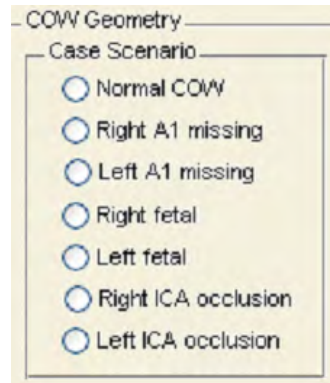 COW Geometry
Case Scenario
Normal COW
Right A1 missing
Left A1 missing
Right fetal
Left fetal
Right ICA occlusion
Left ICA occlusion